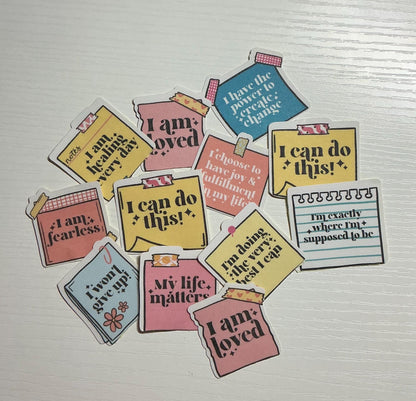 I have the
power to
create
change
I am
loved
notes
I am
healing
every day
I choose to
have joy &
fulfillment
in my life
I can do
this!
I am
fearless
I can do
this!
I'm exactly
where I'm
supposed to be
I'm doing
the very
best I can
I won't
give up
My life
matters
I am
loved